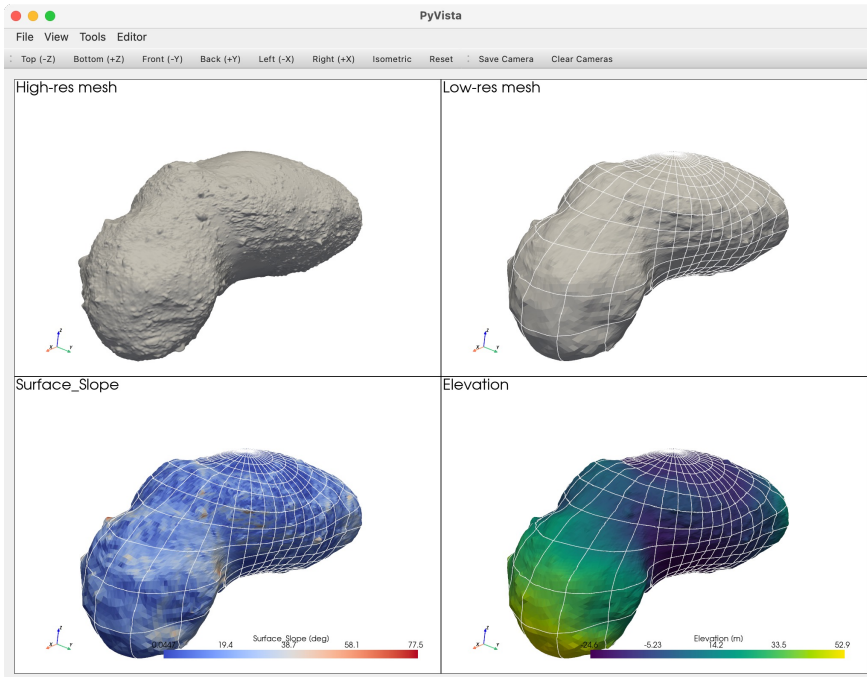 PyVista
File View Tools Editor
Top (-Z) Bottom (+Z) Front (-Y) Back (+Y) Left (-X) Right (+X) Isometric Reset Save Camera Clear Cameras
High-res mesh
Low-res mesh
Z
X Y
Z
X Y
Surface_Slope
Elevation
Z
X Y
Surface_Slope (deg)
19.4 38.7 58.1 77.5
Z
X Y
Elevation (m)
-24.6 -5.23 14.2 33.5 52.9